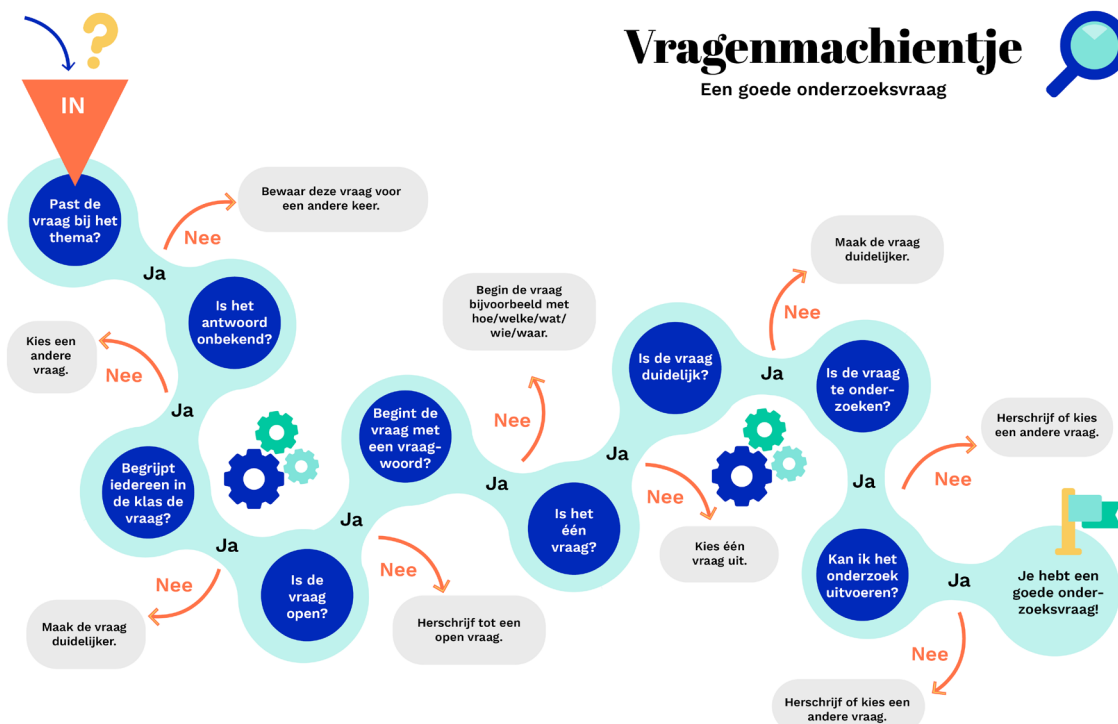 Vragenmachientje
Een goede onderzoeksvraag
?
IN
Past de
vraag bij het
thema?
Nee
Bewaar deze vraag voor
een andere keer.
Ja
Is het
antwoord
onbekend?
Nee
Kies een
andere
vraag.
Ja
Begrijpt
iedereen in
de klas de
vraag?
Nee
Maak de vraag
duidelijker.
Ja
Is de
vraag
open?
Nee
Herschrijf tot een
open vraag.
Ja
Begint de
vraag met
een vraag-
woord?
Nee
Begin de vraag
bijvoorbeeld met
hoe/welke/wat/
wie/waar.
Ja
Is het
één
vraag?
Nee
Kies één
vraag uit.
Ja
Is de vraag
duidelijk?
Nee
Maak de vraag
duidelijker.
Ja
Is de vraag
te onder-
zoeken?
Nee
Herschrijf of kies
een andere vraag.
Ja
Kan ik het
onderzoek
uitvoeren?
Nee
Herschrijf of kies een
andere vraag.
Ja
Je hebt een
goede onder-
zoeksvraag!